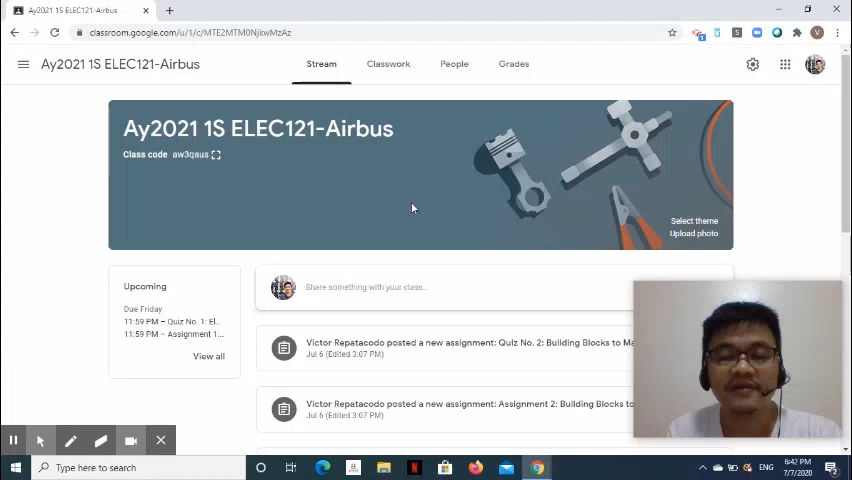 Ay2021 1S ELEC121-Airbus
classroom.google.com/u/1/c/MTE2MTM0NjkwMzAz
Ay2021 1S ELEC121-Airbus
Stream
Classwork
People
Grades
Ay2021 1S ELEC121-Airbus
Class code aw3qaus
Select theme
Upload photo
Upcoming
Due Friday
11:59 PM – Quiz No. 1: El...
11:59 PM – Assignment 1:...
View all
Share something with your class...
Victor Repatacodo posted a new assignment: Quiz No. 2: Building Blocks to Ma
Jul 6 (Edited 3:07 PM)
Victor Repatacodo posted a new assignment: Assignment 2: Building Blocks to
Jul 6 (Edited 3:07 PM)
Type here to search
ENG
6:42 PM
7/7/2020